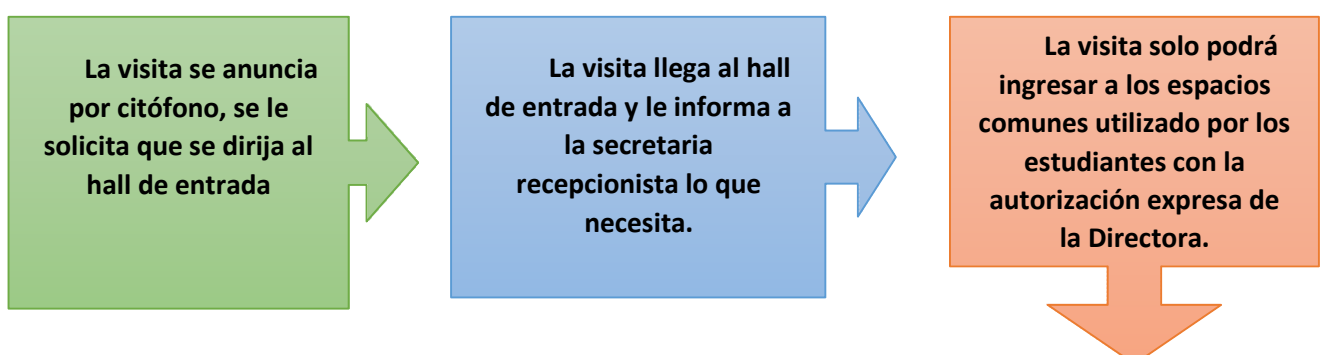 La visita se anuncia
por citófono, se le
solicita que se dirija al
hall de entrada
La visita llega al hall
de entrada y le informa a
la secretaria
recepcionista lo que
necesita.
La visita solo podrá
ingresar a los espacios
comunes utilizado por los
estudiantes con la
autorización expresa de
la Directora.